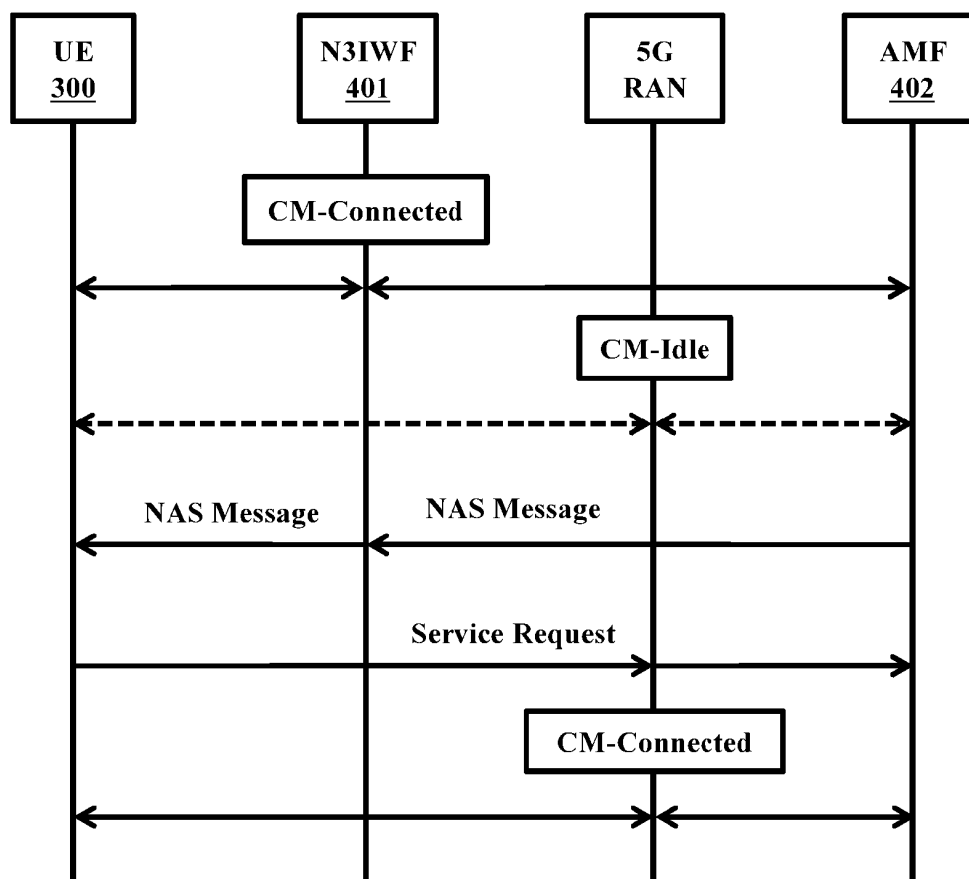 UE
300
N3IWF
401
5G
RAN
AMF
402
CM-Connected
CM-Idle
NAS Message
NAS Message
Service Request
CM-Connected